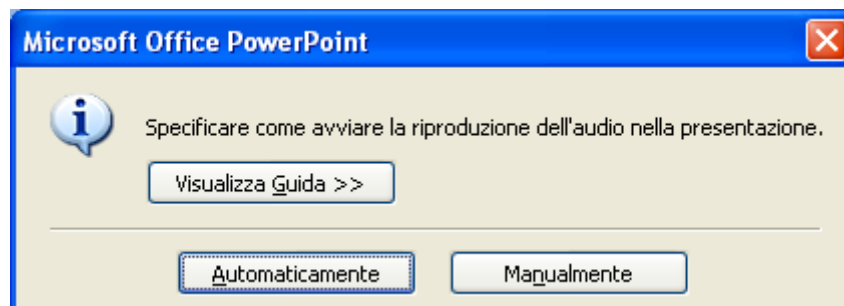 Microsoft Office PowerPoint
Specificare come avviare la riproduzione dell'audio nella presentazione.
Visualizza Guida >>
Automaticamente Manualmente